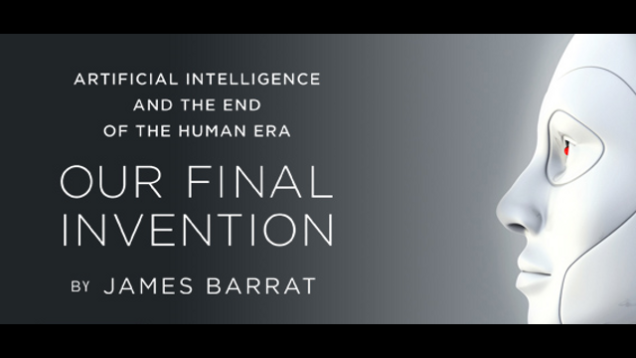 ARTIFICIAL INTELLIGENCE
AND THE END
OF THE HUMAN ERA
OUR FINAL
INVENTION
BY JAMES BARRAT